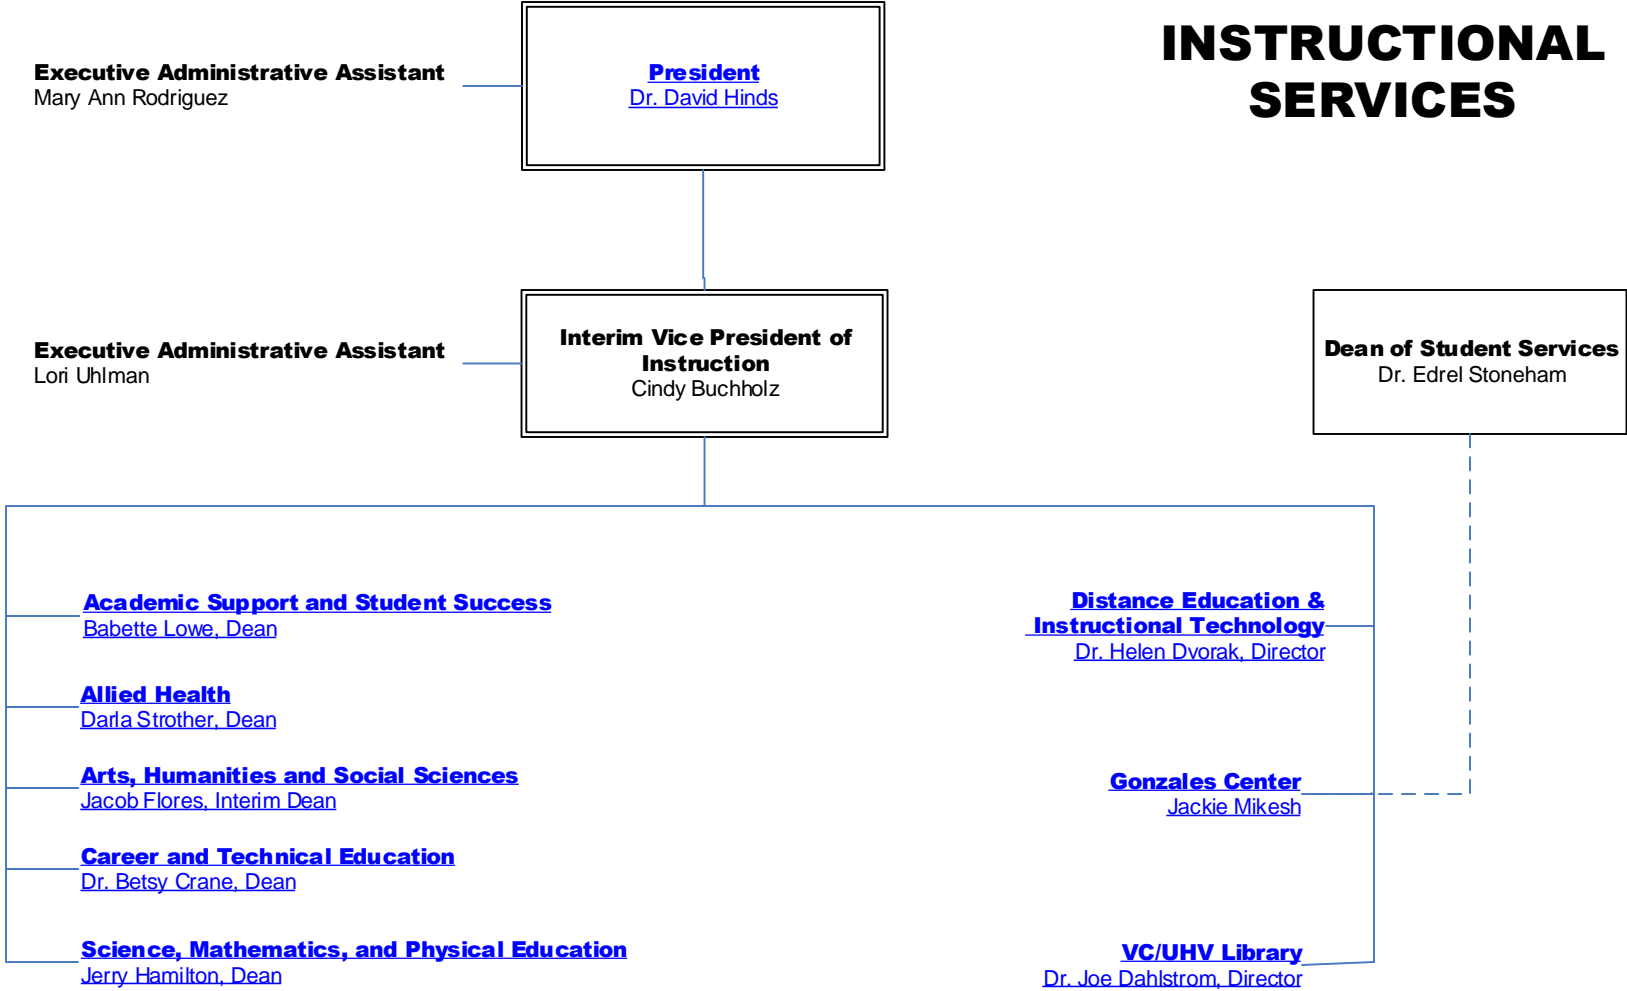 INSTRUCTIONAL
SERVICES
Executive Administrative Assistant
Mary Ann Rodriguez
President
Dr. David Hinds
Executive Administrative Assistant
Lori Uhlman
Interim Vice President of
Instruction
Cindy Buchholz
Dean of Student Services
Dr. Edrel Stoneham
Academic Support and Student Success
Babette Lowe, Dean
Allied Health
Darla Strother, Dean
Arts, Humanities and Social Sciences
Jacob Flores, Interim Dean
Career and Technical Education
Dr. Betsy Crane, Dean
Science, Mathematics, and Physical Education
Jerry Hamilton, Dean
Distance Education &
Instructional Technology
Dr. Helen Dvorak, Director
Gonzales Center
Jackie Mikesh
VC/UHV Library
Dr. Joe Dahlstrom, Director